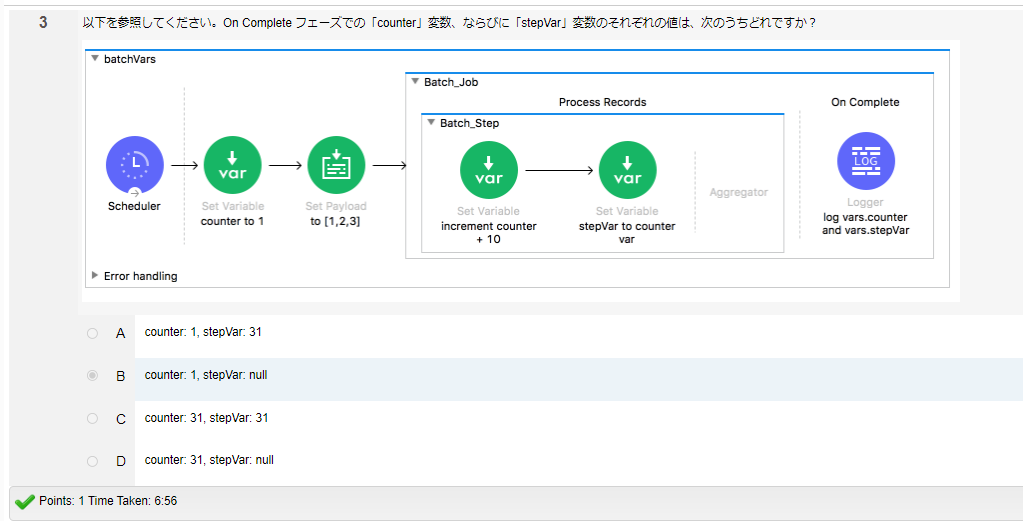 3 以下を参照してください。On Complete フェーズでの「counter」変数、ならびに「stepVar」変数のそれぞれの値は、次のうちどれですか？
batchVars
Batch_Job
Process Records
On Complete
Batch_Step
var
var
var
LOG
Scheduler
Set Variable
counter to 1
Set Payload
to [1,2,3]
Set Variable
increment counter
+ 10
Set Variable
stepVar to counter
var
Aggregator
Logger
log vars.counter
and vars.stepVar
Error handling
A counter: 1, stepVar: 31
B counter: 1, stepVar: null
C counter: 31, stepVar: 31
D counter: 31, stepVar: null
Points: 1 Time Taken: 6:56